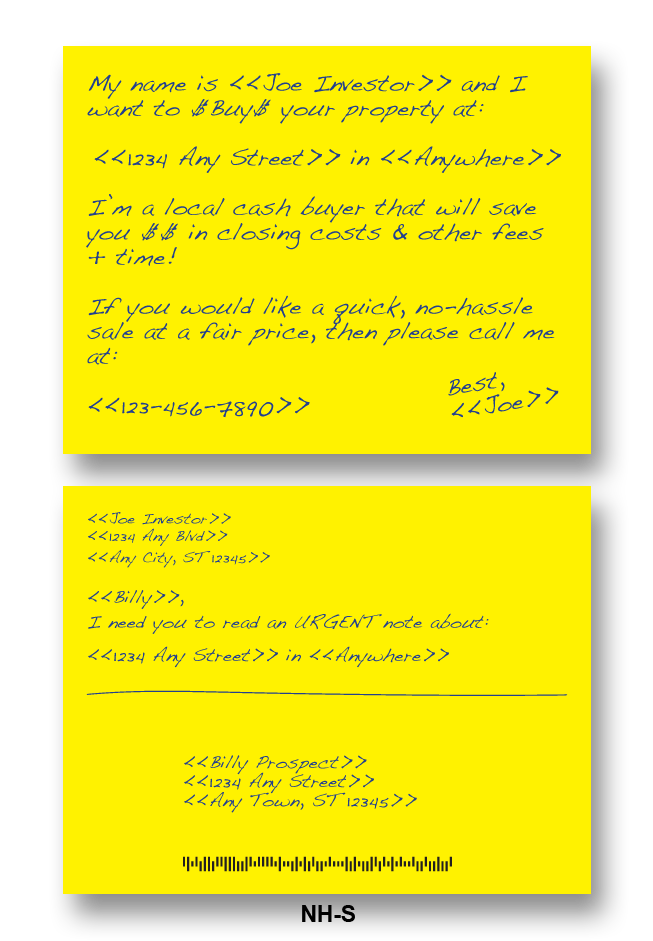 My name is <<Joe Investor>> and I
want to $Buy$ your property at:
<<1234 Any Street>> in <<Anywhere>>
I'm a local cash buyer that will save
you $$ in closing costs & other fees
+ time!
If you would like a quick, no-hassle
sale at a fair price, then please call me
at:
<<123-456-7890>>
Best,
<<Joe>>
<<Joe Investor>>
<<1234 Any Blvd>>
<<Any City, ST 12345>>
<<Billy>>,
I need you to read an URGENT note about:
<<1234 Any Street>> in <<Anywhere>>
<<Billy Prospect>>
<<1234 Any Street>>
<<Any Town, ST 12345>>
NH-S